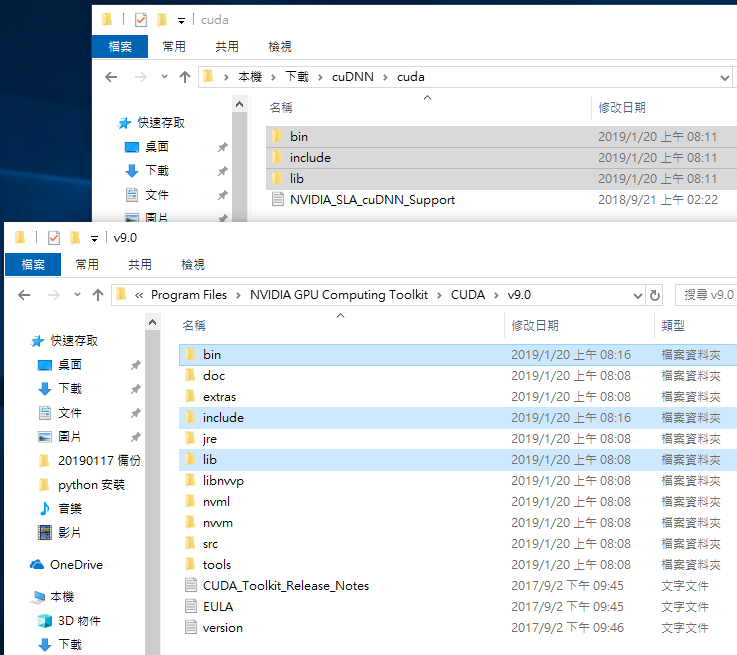 cuda
檔案 常用 共用 檢視
本機 下載 cuDNN cuda
名稱 修改日期
快速存取
桌面
下載
文件
圖片
bin 2019/1/20 上午 08:11
include 2019/1/20 上午 08:11
lib 2019/1/20 上午 08:11
NVIDIA_SLA_cuDNN_Support 2018/9/21 上午 02:22
v9.0
檔案 常用 共用 檢視
« Program Files NVIDIA GPU Computing Toolkit CUDA v9.0 搜尋 v9.0
名稱 修改日期 類型
快速存取
桌面
下載
文件
圖片
20190117 備份
python 安裝
音樂
影片
OneDrive
本機
3D 物件
下載
bin 2019/1/20 上午 08:16 檔案資料夾
doc 2019/1/20 上午 08:08 檔案資料夾
extras 2019/1/20 上午 08:08 檔案資料夾
include 2019/1/20 上午 08:16 檔案資料夾
jre 2019/1/20 上午 08:08 檔案資料夾
lib 2019/1/20 上午 08:08 檔案資料夾
libnvvp 2019/1/20 上午 08:08 檔案資料夾
nvml 2019/1/20 上午 08:08 檔案資料夾
nvvm 2019/1/20 上午 08:08 檔案資料夾
src 2019/1/20 上午 08:08 檔案資料夾
tools 2019/1/20 上午 08:08 檔案資料夾
CUDA_Toolkit_Release_Notes 2017/9/2 下午 09:45 文字文件
EULA 2017/9/2 下午 09:45 文字文件
version 2017/9/2 下午 09:46 文字文件